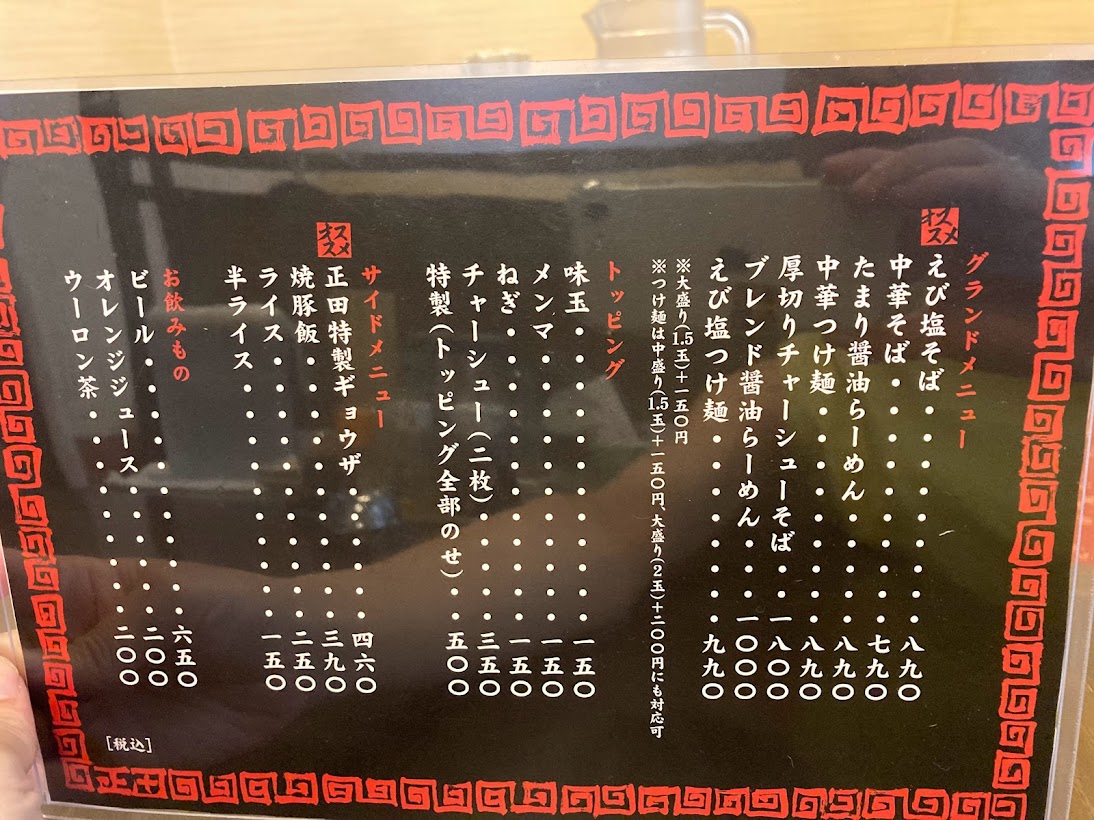 オススメ
グランドメニュー
えび塩そば・・・・・・・・・八九〇
中華そば・・・・・・・・・・七九〇
たまり醤油らーめん・・・・・八九〇
中華つけ麺・・・・・・・・・八九〇
厚切りチャーシューそば・・一八〇〇
ブレンド醤油らーめん・・・一〇〇〇
えび塩つけ麺・・・・・・・・九九〇
※大盛り(1.5玉)+一五〇円
※つけ麺は中盛り(1.5玉)+一五〇円、大盛り(2玉)+二〇〇円にも対応可
トッピング
味玉・・・・・・・・・・・・一五〇
メンマ・・・・・・・・・・・一五〇
ねぎ・・・・・・・・・・・・一五〇
チャーシュー(二枚)・・・・・三五〇
特製(トッピング全部のせ)・・五〇〇
オススメ
サイドメニュー
正田特製ギョウザ・・・・・・四六〇
焼豚飯・・・・・・・・・・・三九〇
ライス・・・・・・・・・・・二五〇
半ライス・・・・・・・・・・一五〇
お飲みもの
ビール・・・・・・・・・・・六五〇
オレンジジュース・・・・・・二〇〇
ウーロン茶・・・・・・・・・二〇〇
[税込]
正田